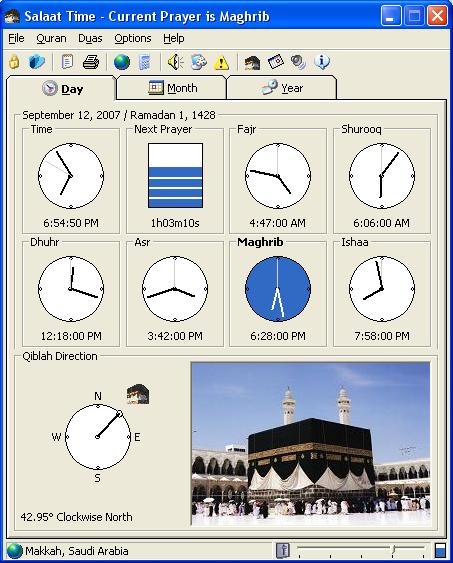 Salaat Time - Current Prayer is Maghrib
File Quran Duas Options Help
Day Month Year
September 12, 2007 / Ramadan 1, 1428
Time Next Prayer Fajr Shurooq
6:54:50 PM 1h03m10s 4:47:00 AM 6:06:00 AM
Dhuhr Asr Maghrib Ishaa
12:18:00 PM 3:42:00 PM 6:28:00 PM 7:58:00 PM
Qiblah Direction
N
W E
S
42.95° Clockwise North
Makkah, Saudi Arabia